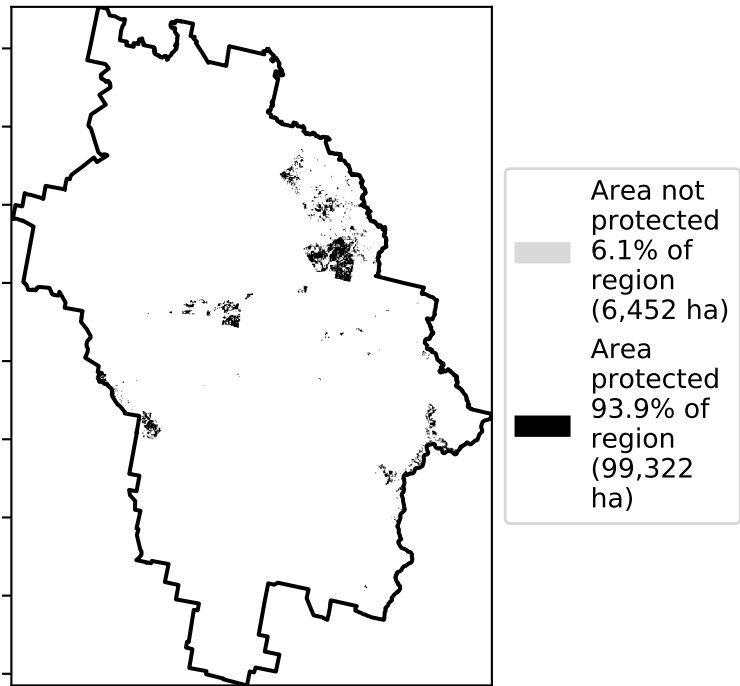 Area not
protected
6.1% of
region
(6,452 ha)
Area
protected
93.9% of
region
(99,322
ha)